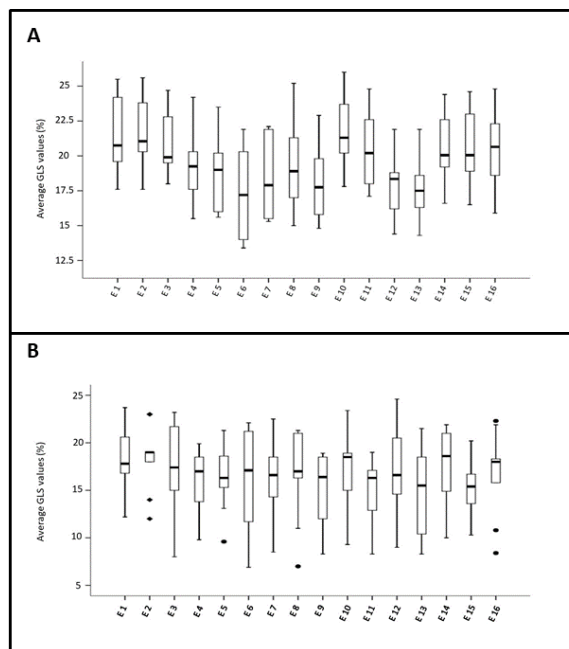 A
Average GLS values (%)
25
22.5
20
17.5
15
12.5
E 1
E 2
E 3
E 4
E 5
E 6
E 7
E 8
E 9
E 10
E 11
E 12
E 13
E 14
E 15
E 16
B
Average GLS values (%)
25
20
15
10
5
E 1
E 2
E 3
E 4
E 5
E 6
E 7
E 8
E 9
E 10
E 11
E 12
E 13
E 14
E 15
E 16